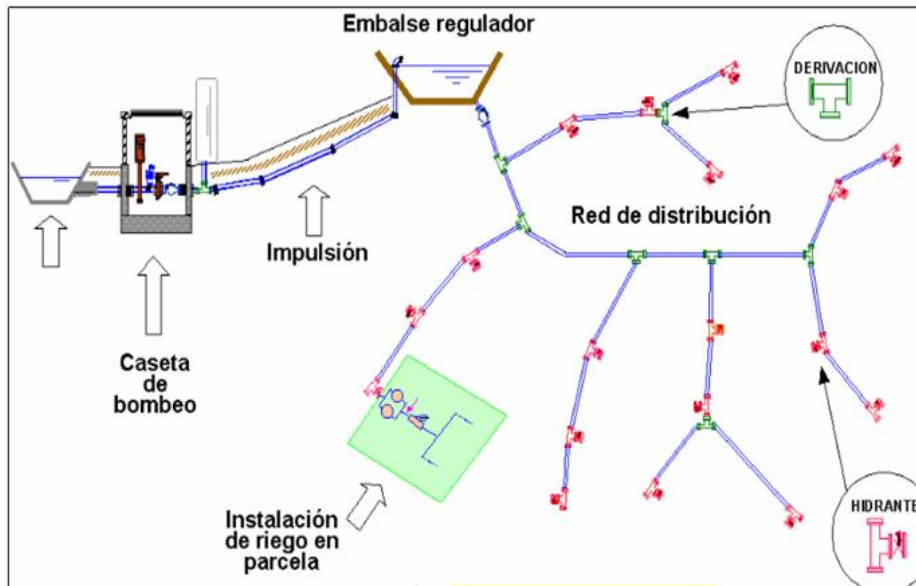 Embalse regulador
DERIVACION
Red de distribución
Impulsión
Caseta
de
bombeo
Instalación
de riego en
parcela
HIDRANTE